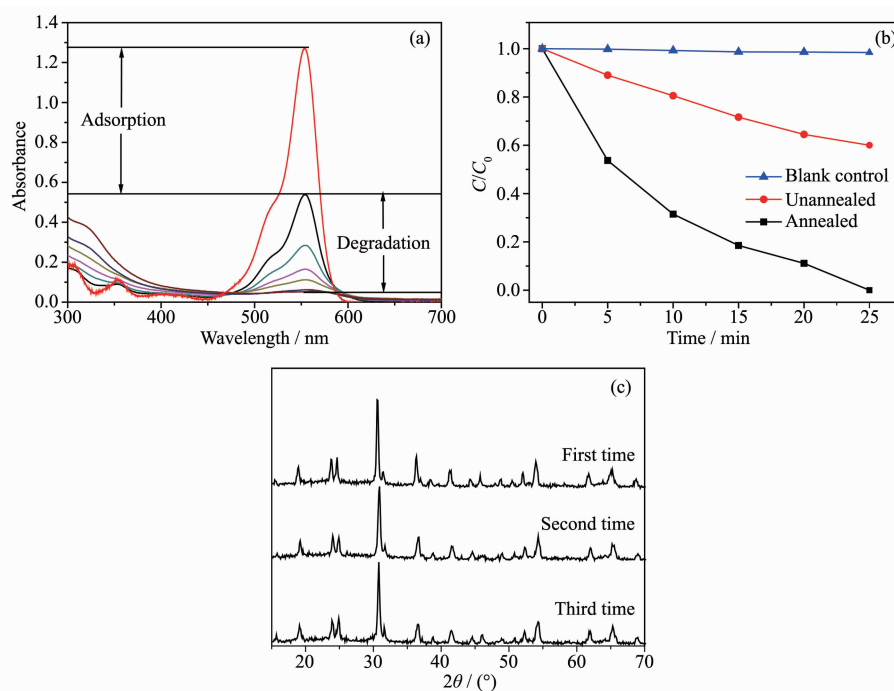 (a)
1.4
1.2
1.0
0.8
0.6
0.4
0.2
0.0
Absorbance
Adsorption
Degradation
300 400 500 600 700
Wavelength / nm
(b)
1.0
0.8
0.6
0.4
0.2
0.0
C/C₀
Blank control
Unannealed
Annealed
0 5 10 15 20 25
Time / min
(c)
First time
Second time
Third time
20 30 40 50 60 70
2θ / (°)